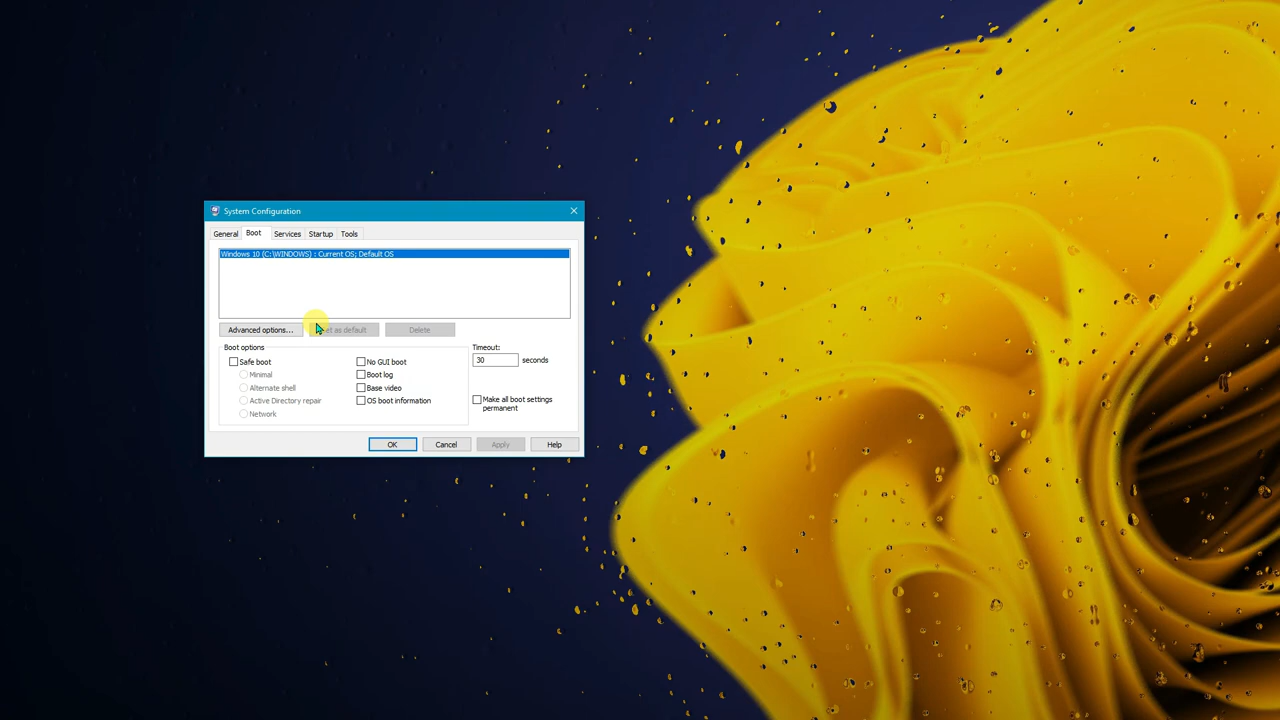 System Configuration
General Boot Services Startup Tools
Windows 10 (C:\WINDOWS) : Current OS; Default OS
Advanced options... as default Delete
Boot options
Timeout:
Safe boot No GUI boot 30 seconds
Minimal Boot log
Alternate shell Base video
Active Directory repair OS boot information Make all boot settings
permanent
Network
OK Cancel Apply Help